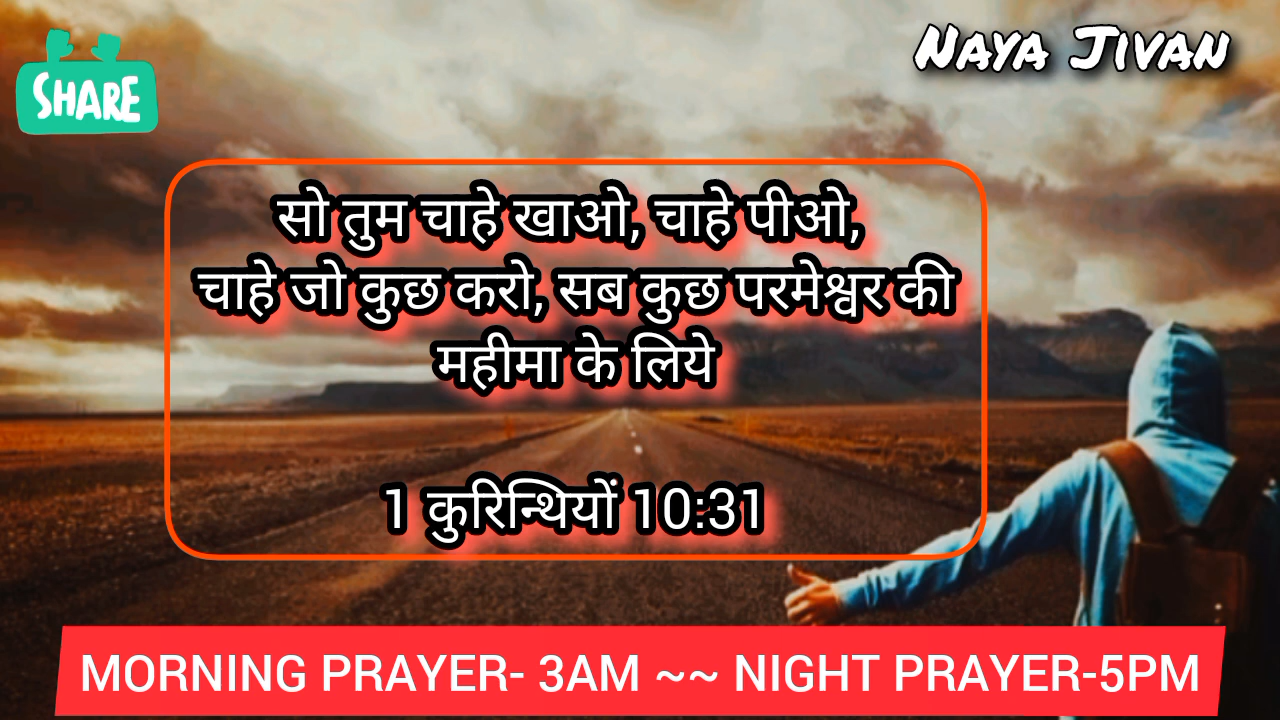 SHARE
NAYA JIVAN
सो तुम चाहे खाओ, चाहे पीओ,
चाहे जो कुछ करो, सब कुछ परमेश्वर की
महीमा के लिये
1 कुरिन्थियों 10:31
MORNING PRAYER- 3AM ~~ NIGHT PRAYER-5PM